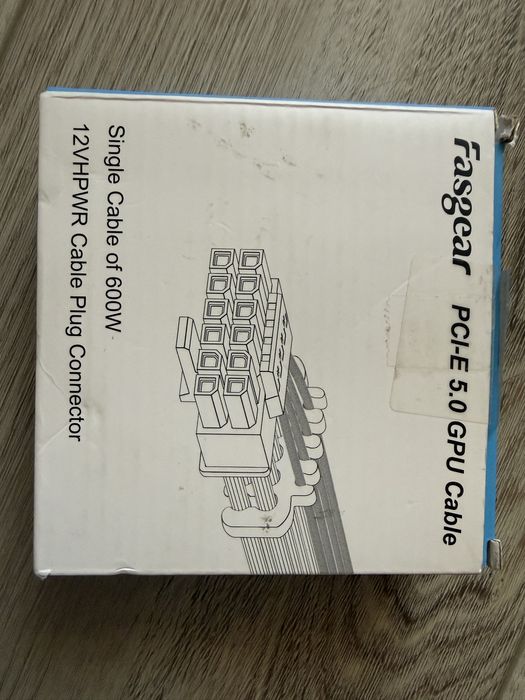 Fasgear PCI-E 5.0 GPU Cable
Single Cable of 600W
12VHPWR Cable Plug Connector